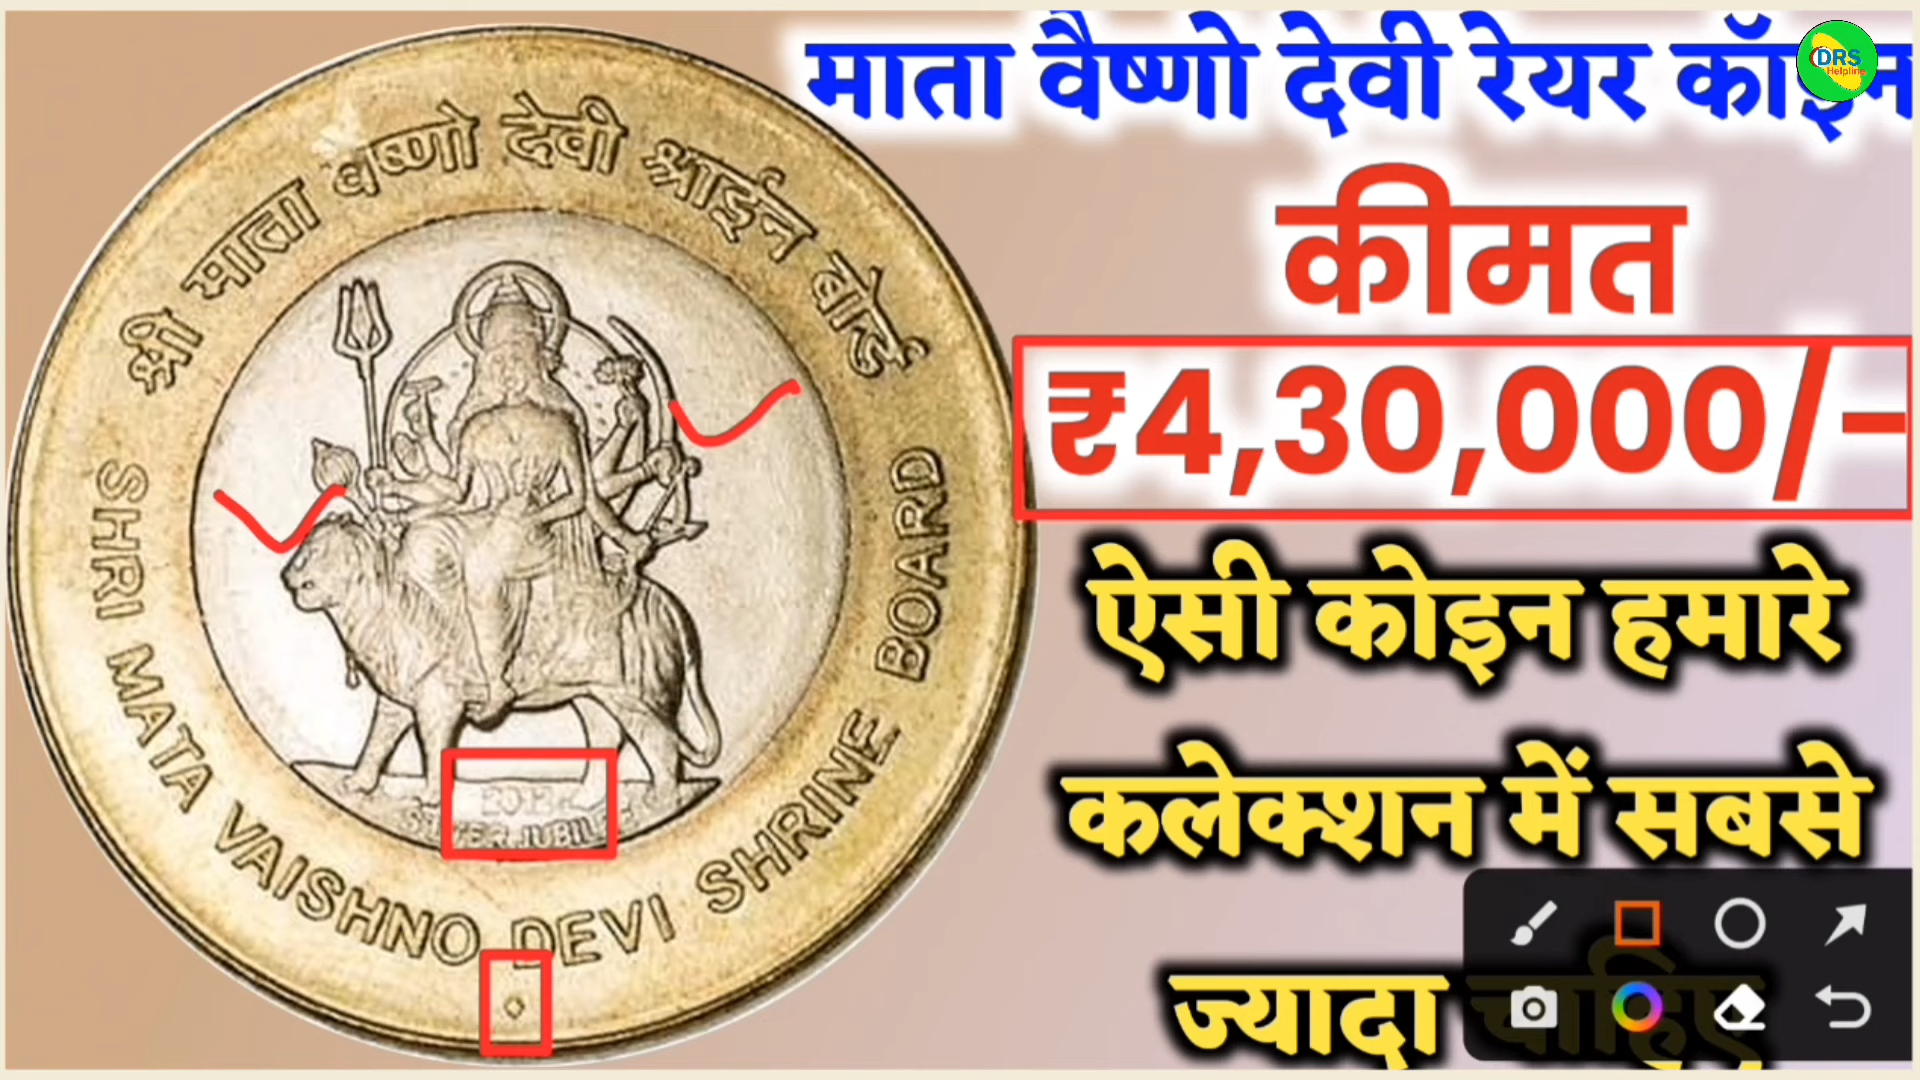 माता वैष्णो देवी रेयर कॉइन
DRS
Helpline
कीमत
₹4,30,000/-
ऐसी कोइन हमारे
कलेक्शन में सबसे
ज्यादा चाहिए
श्री माता वैष्णो देवी श्राईन बोर्ड
SHRI MATA VAISHNO DEVI SHRINE BOARD
2012
SILVER JUBILEE